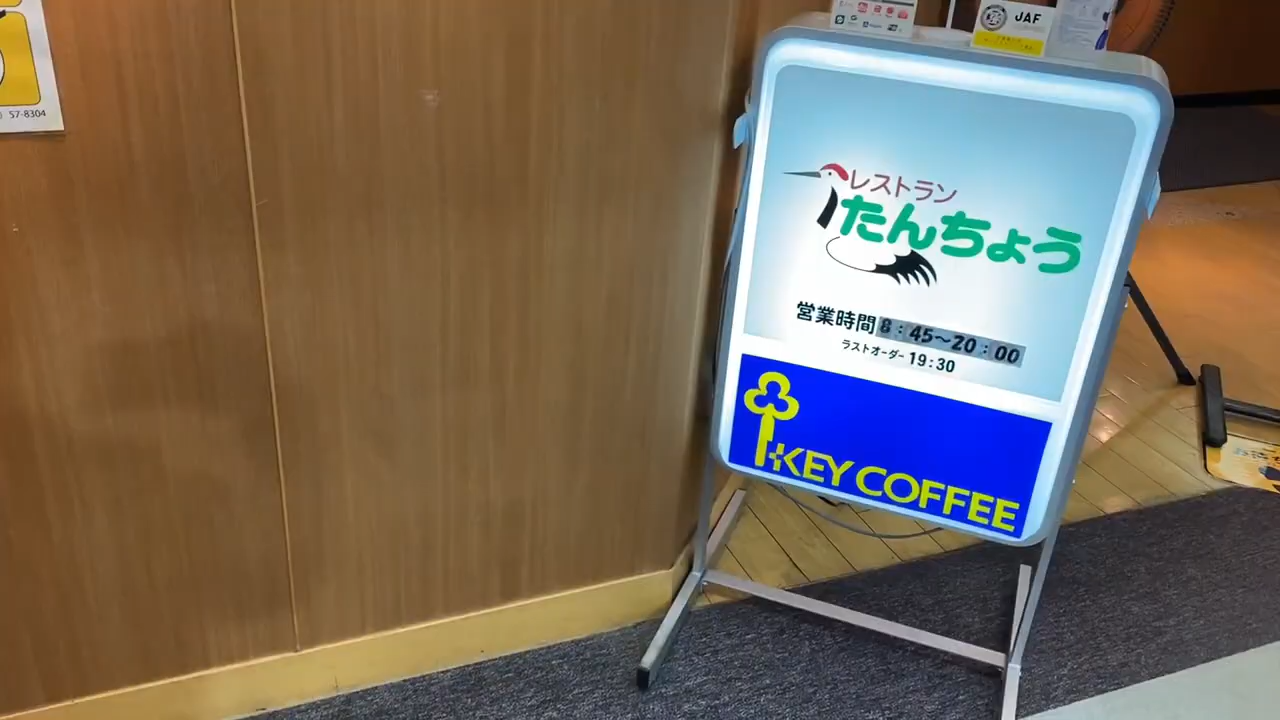 57-8304
JAF
レストラン
たんちょう
営業時間 8:45〜20:00
ラストオーダー 19:30
KEY COFFEE